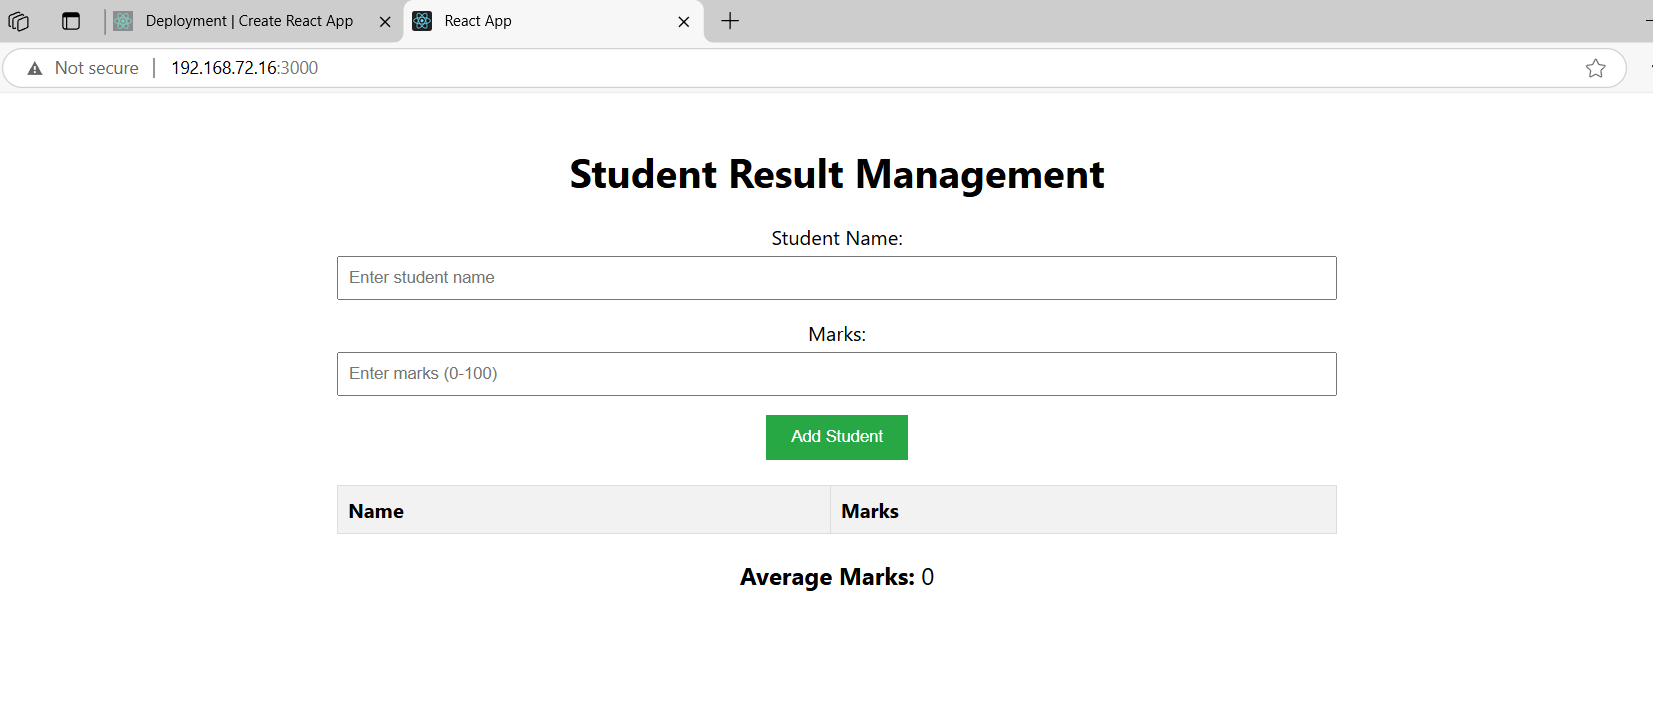 Deployment | Create React App
React App
Not secure
192.168.72.16:3000
Student Result Management
Student Name:
Enter student name
Marks:
Enter marks (0-100)
Add Student
Name Marks
Average Marks: 0